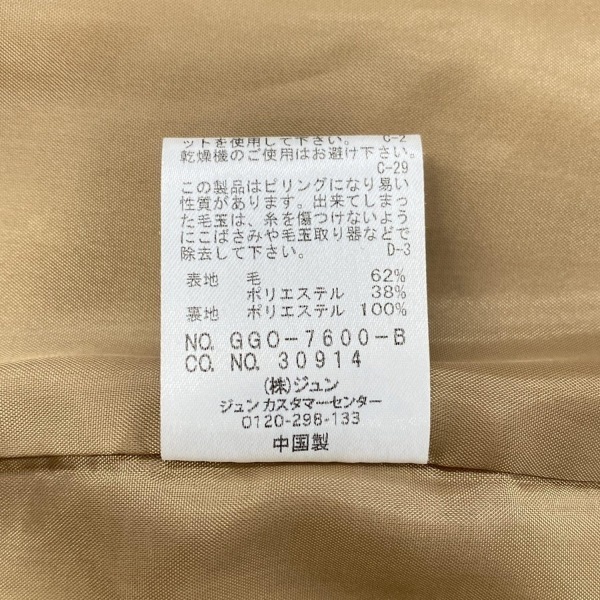 ットを使用して下さい。 C-2
乾燥機のご使用はお避け下さい。
C-29
この製品はピリングになり易い
性質があります。出来てしまっ
た毛玉は、糸を傷つけないよう
にこばさみや毛玉取り器などで
除去して下さい。 D-3
表地 毛 62%
ポリエステル 38%
裏地 ポリエステル 100%
NO. GGO-7600-B
CO. NO. 30914
(株)ジュン
ジュンカスタマーセンター
0120-298-133
中国製